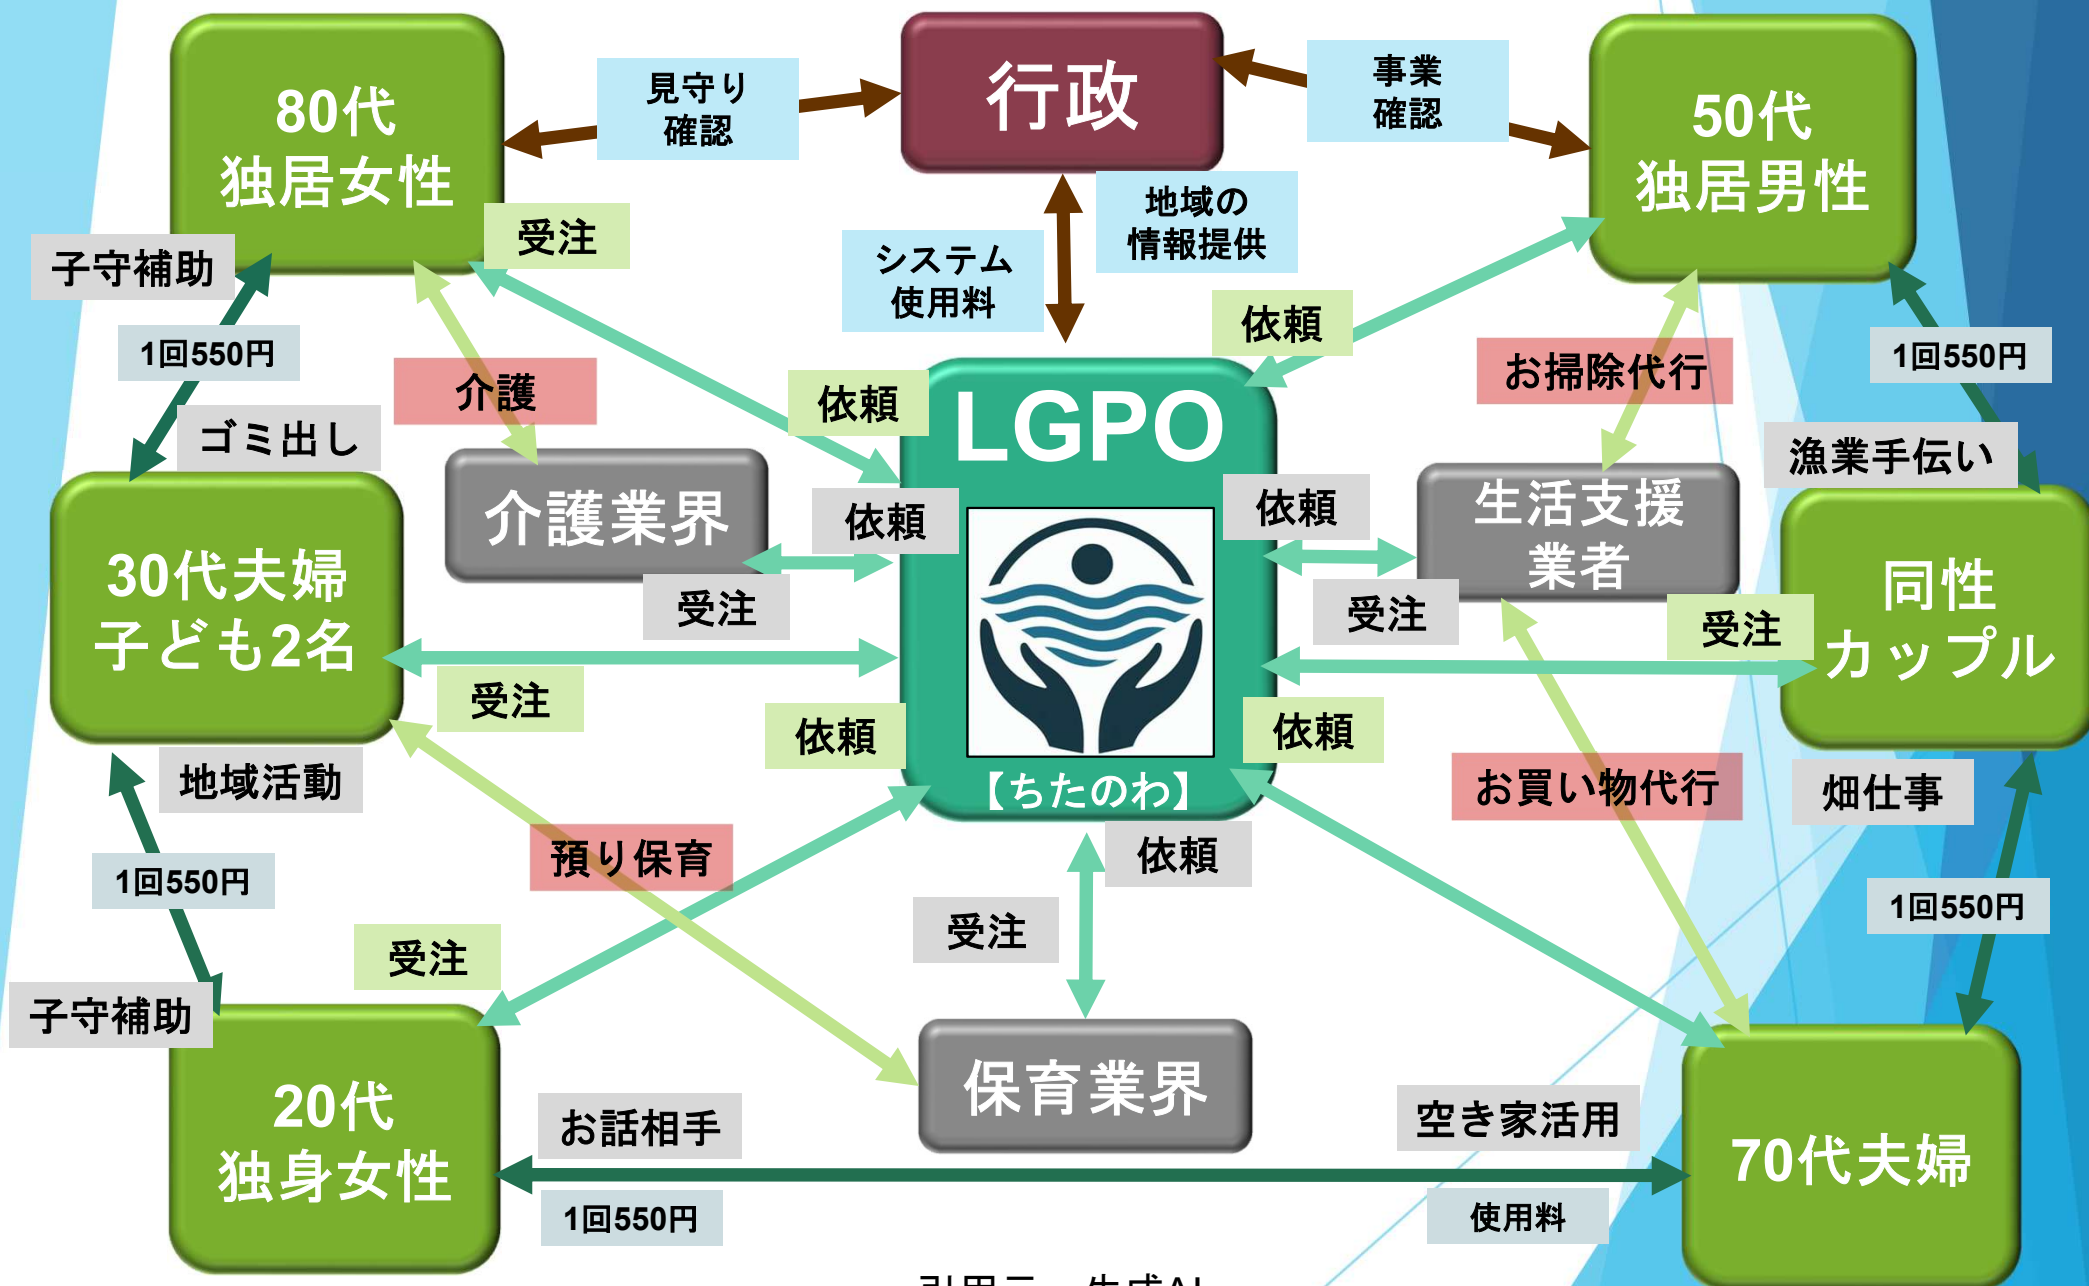 80代
独居女性
見守り
確認
行政
事業
確認
50代
独居男性
受注
地域の
情報提供
システム
使用料
子守補助
1回550円
依頼
1回550円
介護
依頼
お掃除代行
ゴミ出し
LGPO
漁業手伝い
介護業界
依頼
依頼
生活支援
業者
30代夫婦
子ども2名
受注
受注
受注
同性
カップル
受注
依頼
依頼
地域活動
【ちたのわ】
お買い物代行
畑仕事
預り保育
依頼
1回550円
受注
受注
1回550円
子守補助
20代
独身女性
保育業界
お話相手
空き家活用
70代夫婦
1回550円
使用料